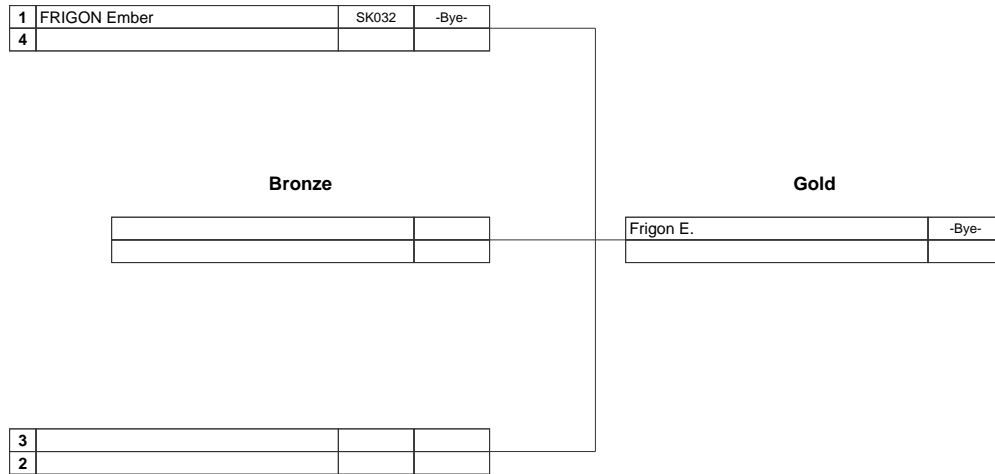 1 FRIGON Ember SK032 -Bye-
4
Bronze
Gold
Frigon E. -Bye-
3
2